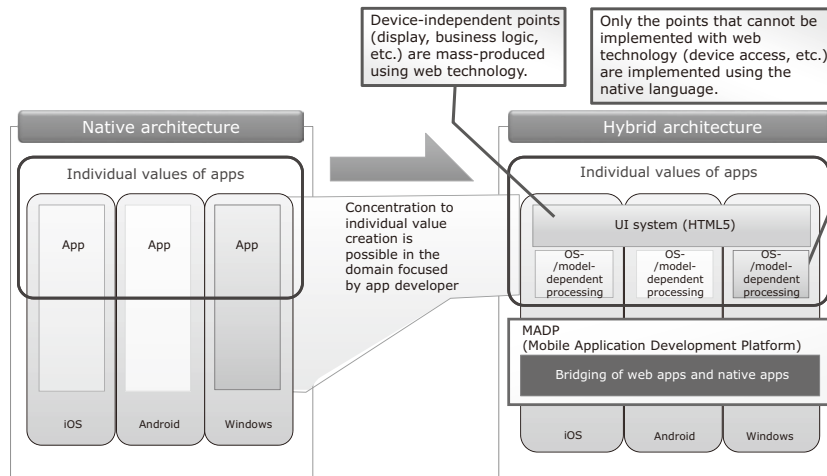 Device-independent points
(display, business logic,
etc.) are mass-produced
using web technology.
Only the points that cannot be
implemented with web
technology (device access, etc.)
are implemented using the
native language.
Native architecture
Individual values of apps
App
App
App
iOS
Android
Windows
Concentration to
individual value
creation is
possible in the
domain focused
by app developer
Hybrid architecture
Individual values of apps
UI system (HTML5)
OS-
/model-
dependent
processing
OS-
/model-
dependent
processing
OS-
/model-
dependent
processing
MADP
(Mobile Application Development Platform)
Bridging of web apps and native apps
iOS
Android
Windows